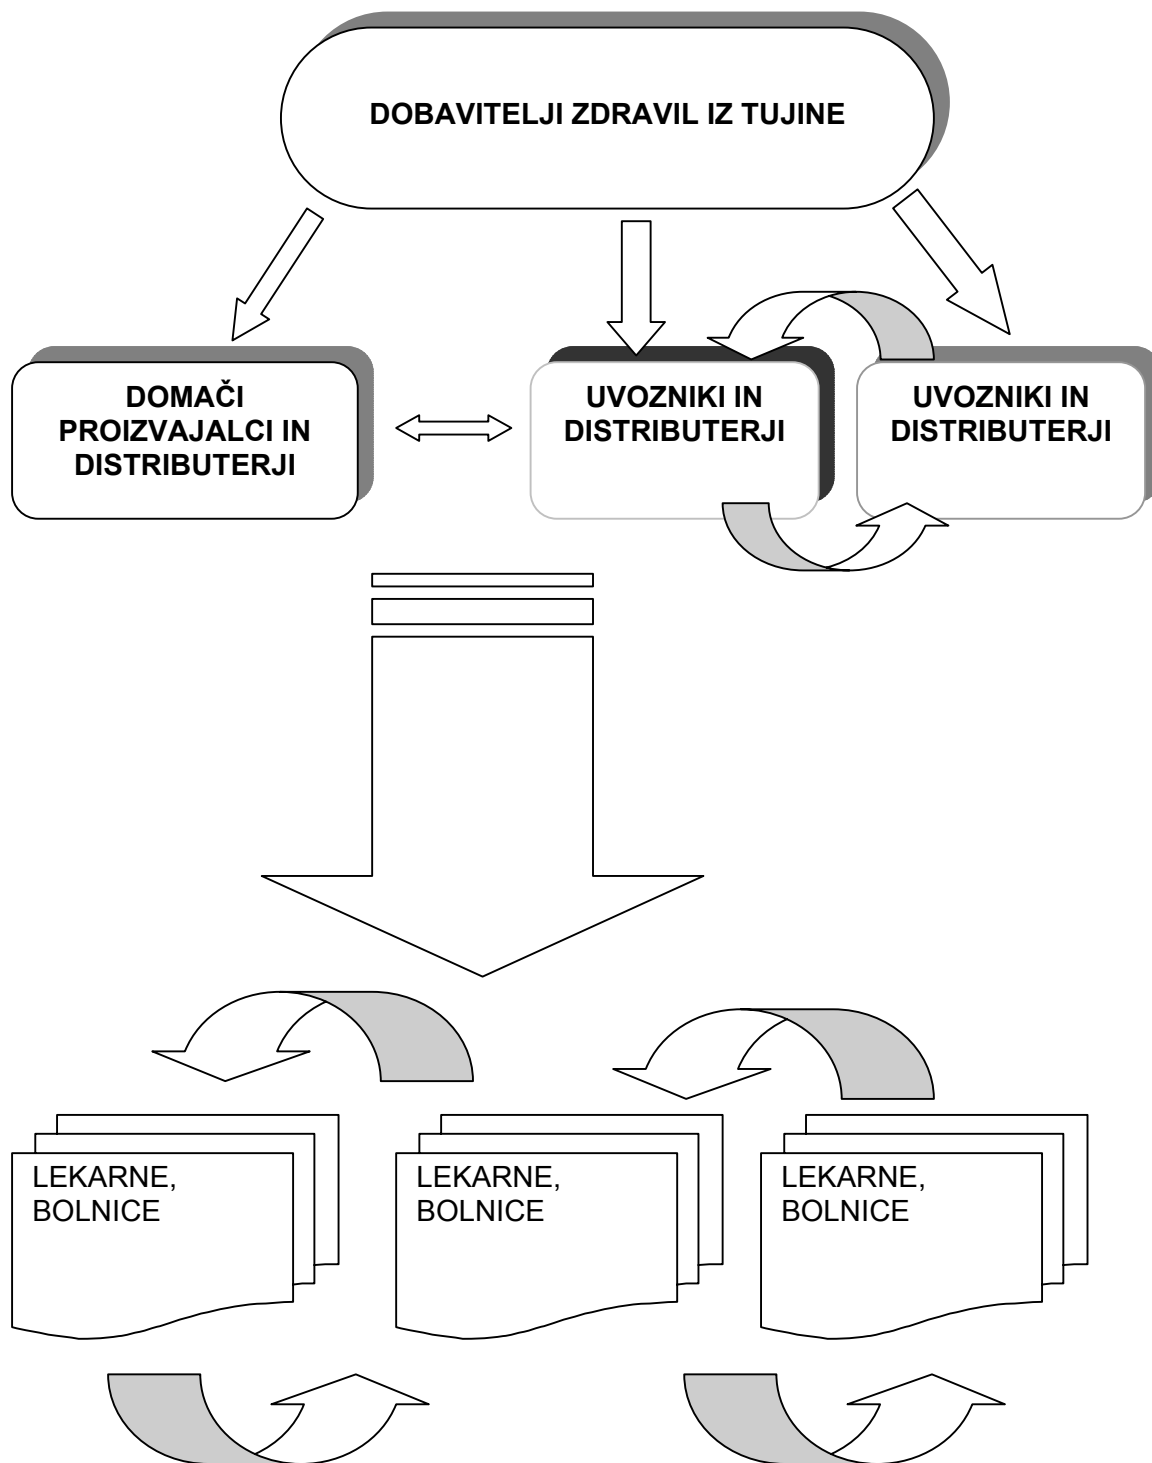 DOBAVITELJI ZDRAVIL IZ TUJINE
DOMAČI
PROIZVAJALCI IN
DISTRIBUTERJI
UVOZNIKI IN
DISTRIBUTERJI
UVOZNIKI IN
DISTRIBUTERJI
LEKARNE,
BOLNICE
LEKARNE,
BOLNICE
LEKARNE,
BOLNICE